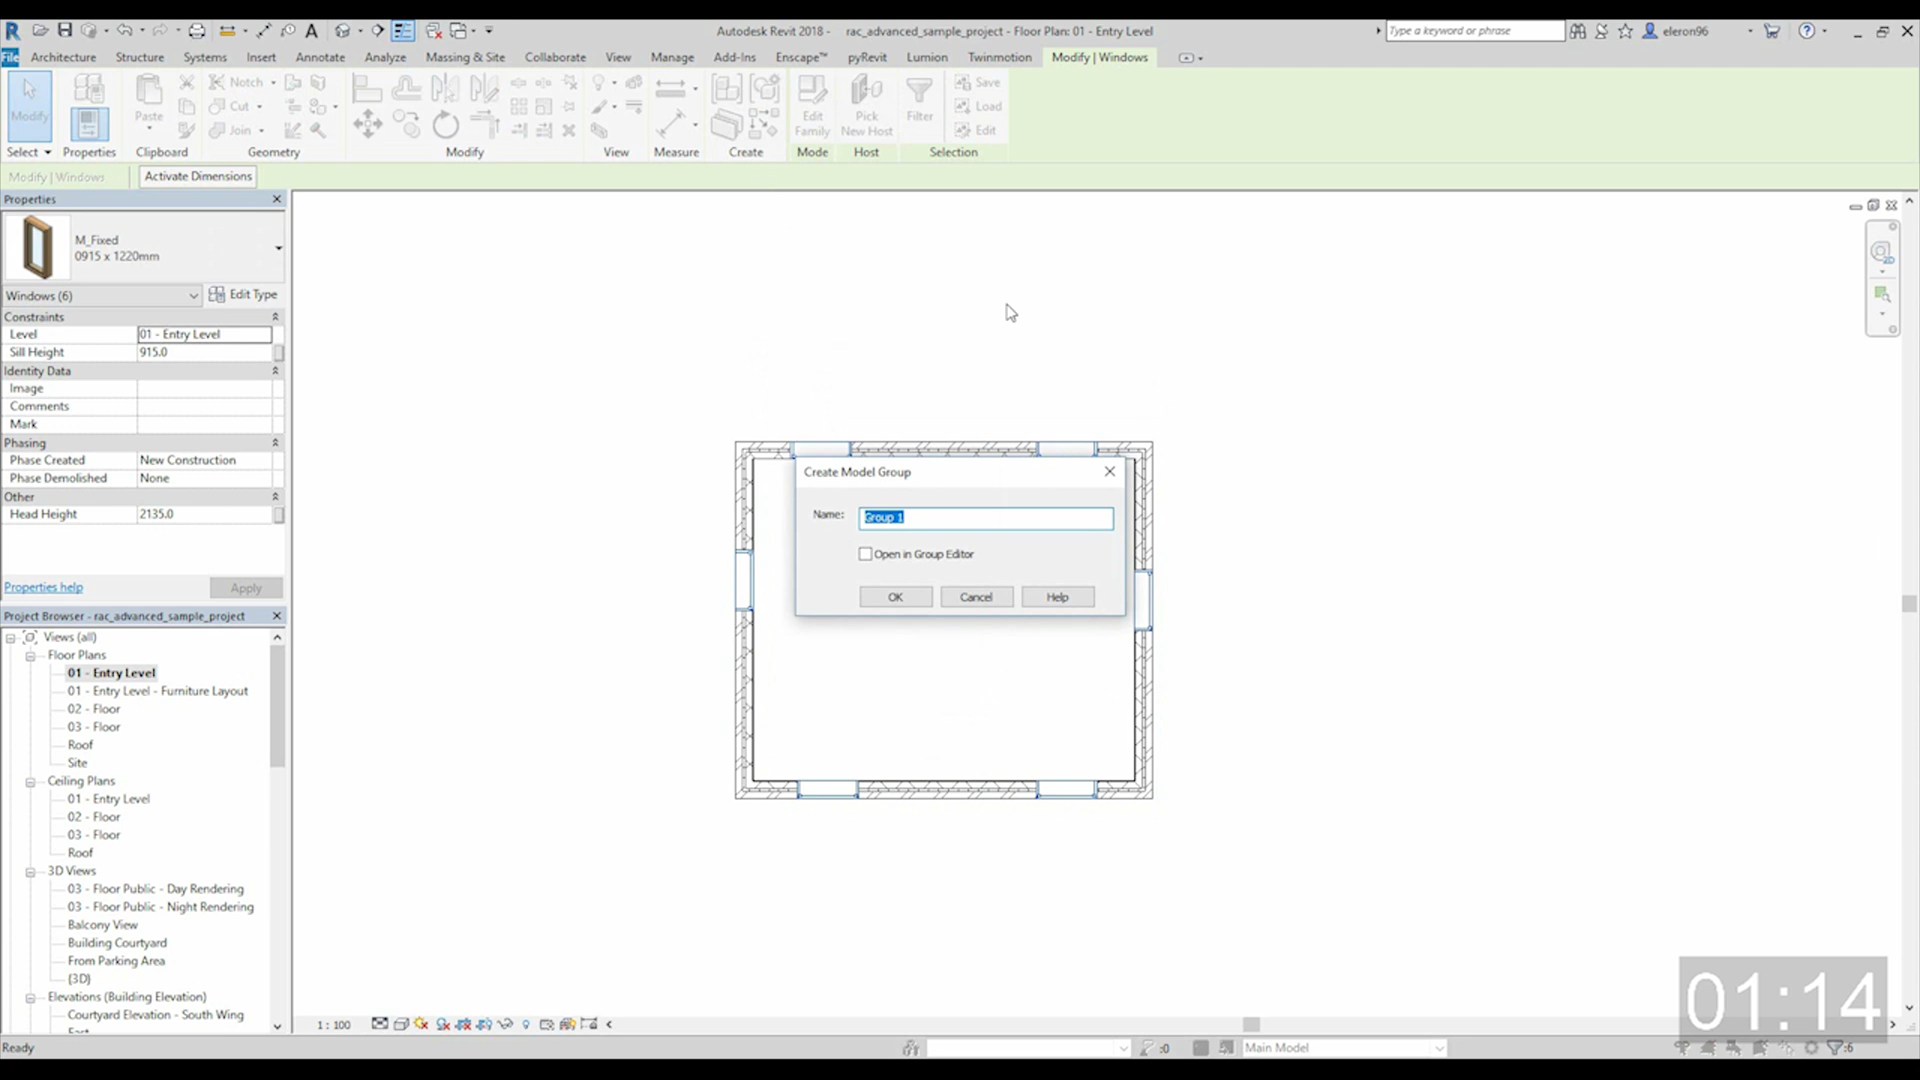 Autodesk Revit 2018 - rac_advanced_sample_project - Floor Plan: 01 - Entry Level
Type a keyword or phrase
eleron96
File Architecture Structure Systems Insert Annotate Analyze Massing & Site Collaborate View Manage Add-Ins Enscape™ pyRevit Lumion Twinmotion Modify | Windows
Modify
Paste
Notch
Cut
Join
Edit Family
Pick New Host
Filter
Save
Load
Edit
Select Properties Clipboard Geometry Modify View Measure Create Mode Host Selection
Modify | Windows Activate Dimensions
Properties
M_Fixed
0915 x 1220mm
Windows (6) Edit Type
Constraints
Level 01 - Entry Level
Sill Height 915.0
Identity Data
Image
Comments
Mark
Phasing
Phase Created New Construction
Phase Demolished None
Other
Head Height 2135.0
Properties help Apply
Project Browser - rac_advanced_sample_project
Views (all)
Floor Plans
01 - Entry Level
01 - Entry Level - Furniture Layout
02 - Floor
03 - Floor
Roof
Site
Ceiling Plans
01 - Entry Level
02 - Floor
03 - Floor
Roof
3D Views
03 - Floor Public - Day Rendering
03 - Floor Public - Night Rendering
Balcony View
Building Courtyard
From Parking Area
{3D}
Elevations (Building Elevation)
Courtyard Elevation - South Wing
East
Create Model Group
Name: Group 1
Open in Group Editor
OK Cancel Help
2D
1 : 100
01:14
Ready
:0
Main Model
:6